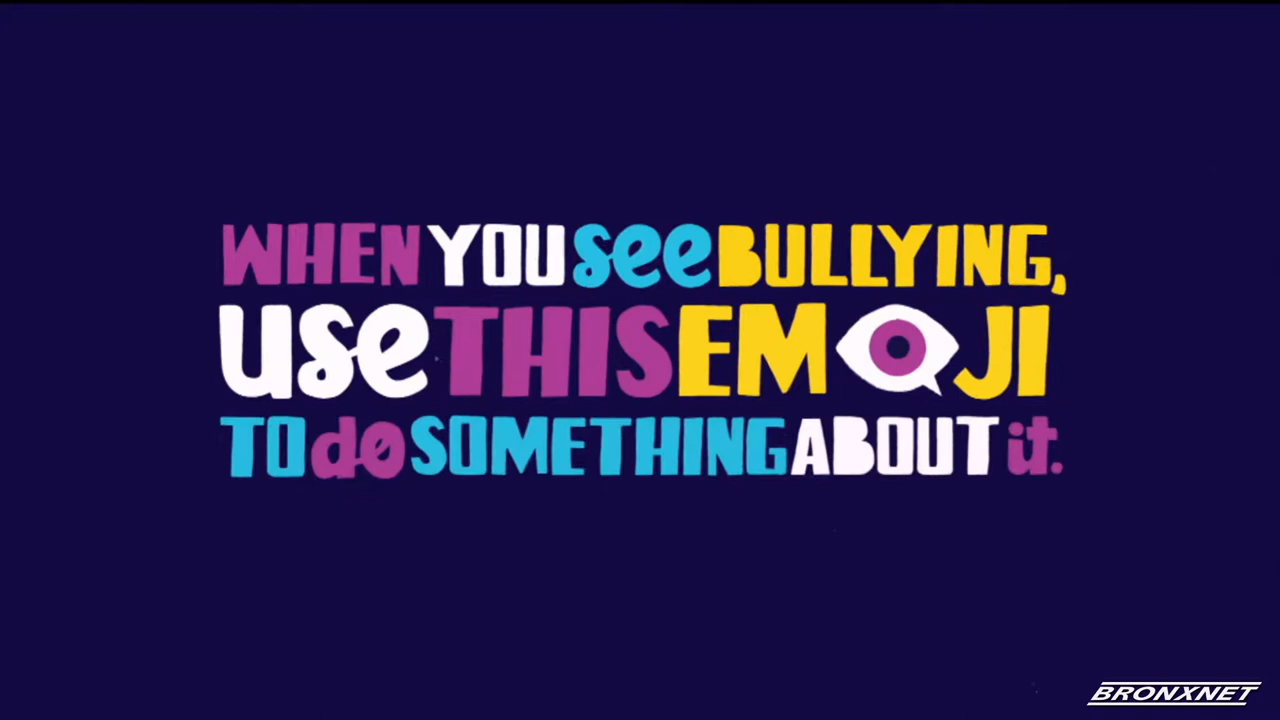 WHEN YOU see BULLYING,
use THIS EMOJI
TO do SOMETHING ABOUT it.
BRONXNET